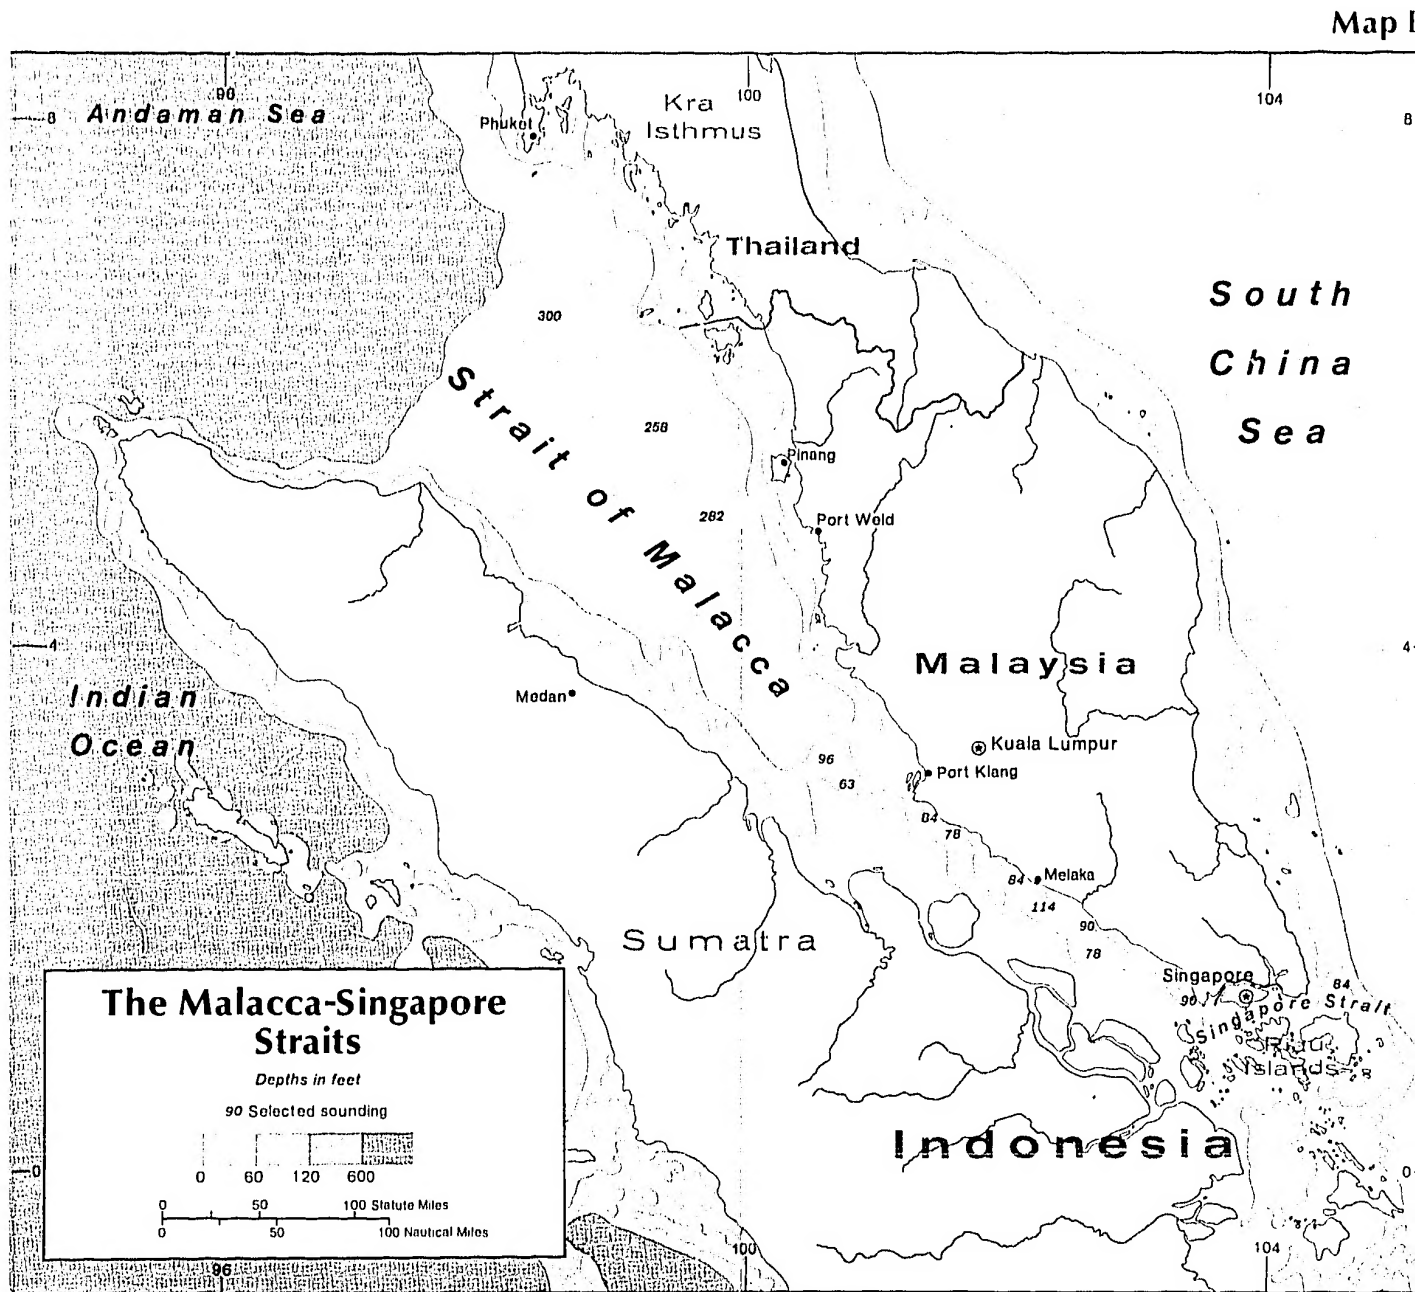 Map
96
100
104
8
Andaman Sea
8
Phuket
Kra
Isthmus
Thailand
South
China
Sea
300
Strait of Malacca
258
Pinang
282
Port Weld
4
4
Malaysia
Indian
Ocean
Medan
Kuala Lumpur
96
Port Klang
63
84
78
84
Melaka
114
90
78
Sumatra
Singapore
90
84
Singapore Strait
Riau
Islands
Indonesia
The Malacca-Singapore
Straits
Depths in feet
90 Selected sounding
0 60 120 600
0 50 100 Statute Miles
0 50 100 Nautical Miles
0
0
96
100
104